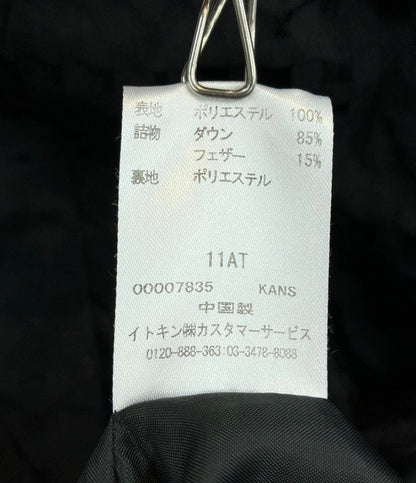 表地 ポリエステル 100%
詰物 ダウン 85%
フェザー 15%
裏地 ポリエステル
11AT
00007835 KANS
中国製
イトキン㈱カスタマーサービス
0120-888-363:03-3478-8088